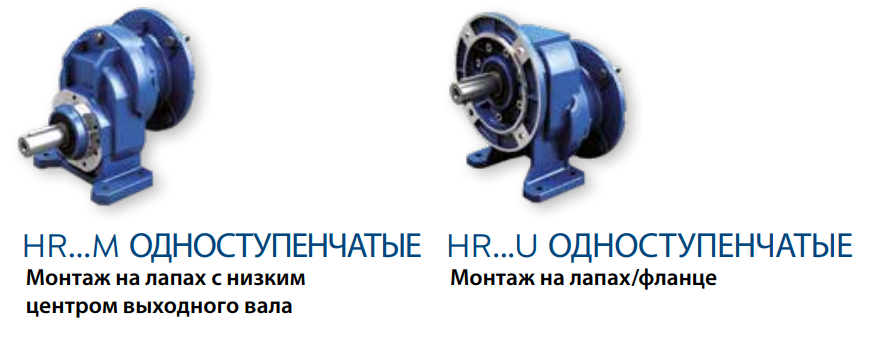 HR...M ОДНОСТУПЕНЧАТЫЕ
Монтаж на лапах с низким
центром выходного вала
HR...U ОДНОСТУПЕНЧАТЫЕ
Монтаж на лапах/фланце